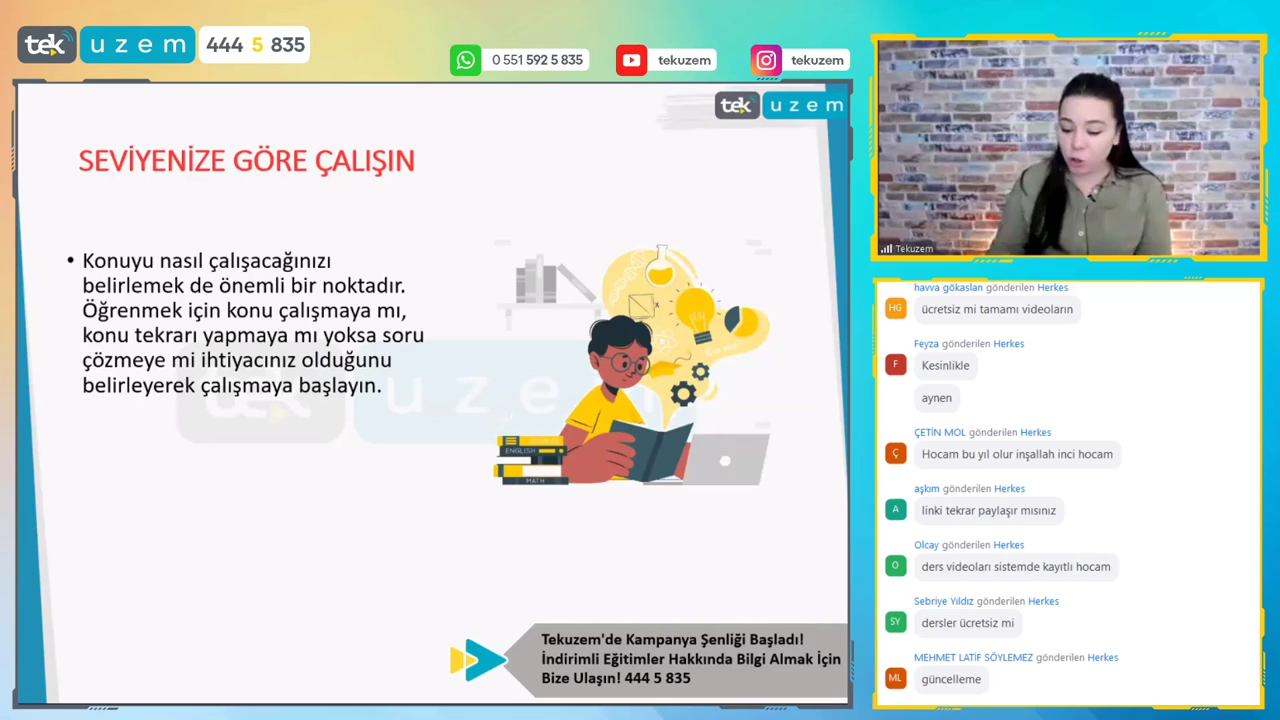 tek uzem 444 5 835
0 551 592 5 835
tekuzem
tekuzem
tek uzem
SEVİYENİZE GÖRE ÇALIŞIN
• Konuyu nasıl çalışacağınızı
belirlemek de önemli bir noktadır.
Öğrenmek için konu çalışmaya mı,
konu tekrarı yapmaya mı yoksa soru
çözmeye mi ihtiyacınız olduğunu
belirleyerek çalışmaya başlayın.
tek uzem
ENGLISH
MATH
Tekuzem'de Kampanya Şenliği Başladı!
İndirimli Eğitimler Hakkında Bilgi Almak İçin
Bize Ulaşın! 444 5 835
Tekuzem
havva gökaslan gönderilen Herkes
HG
ücretsiz mi tamamı videoların
Feyza gönderilen Herkes
F
Kesinlikle
aynen
ÇETİN MOL gönderilen Herkes
Ç
Hocam bu yıl olur inşallah inci hocam
aşkım gönderilen Herkes
A
linki tekrar paylaşır mısınız
Olcay gönderilen Herkes
O
ders videoları sistemde kayıtlı hocam
Sebriye Yıldız gönderilen Herkes
SY
dersler ücretsiz mi
MEHMET LATİF SÖYLEMEZ gönderilen Herkes
ML
güncelleme